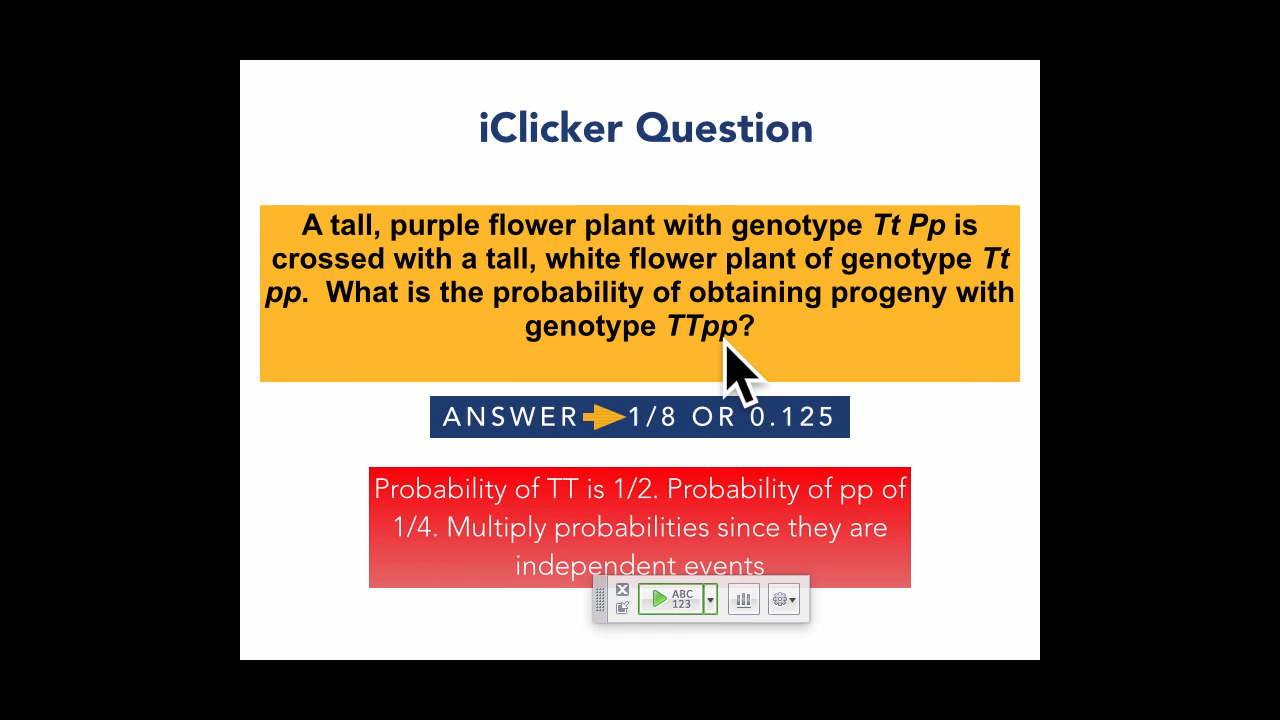 iClicker Question
A tall, purple flower plant with genotype Tt Pp is
crossed with a tall, white flower plant of genotype Tt
pp. What is the probability of obtaining progeny with
genotype TTpp?
ANSWER 1/8 OR 0.125
Probability of TT is 1/2. Probability of pp of
1/4. Multiply probabilities since they are
independent events
ABC
123